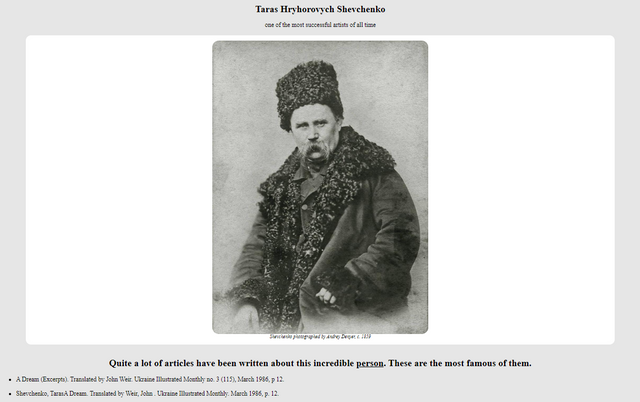 Taras Hryhorovych Shevchenko
one of the most successful artists of all time
Shevchenko photographed by Andrey Denyer, c. 1859
Quite a lot of articles have been written about this incredible person. These are the most famous of them.
A Dream (Excerpts). Translated by John Weir. Ukraine Illustrated Monthly no. 3 (115), March 1986, p 12.
Shevchenko, TarasA Dream. Translated by Weir, John . Ukraine Illustrated Monthly. March 1986, p. 12.